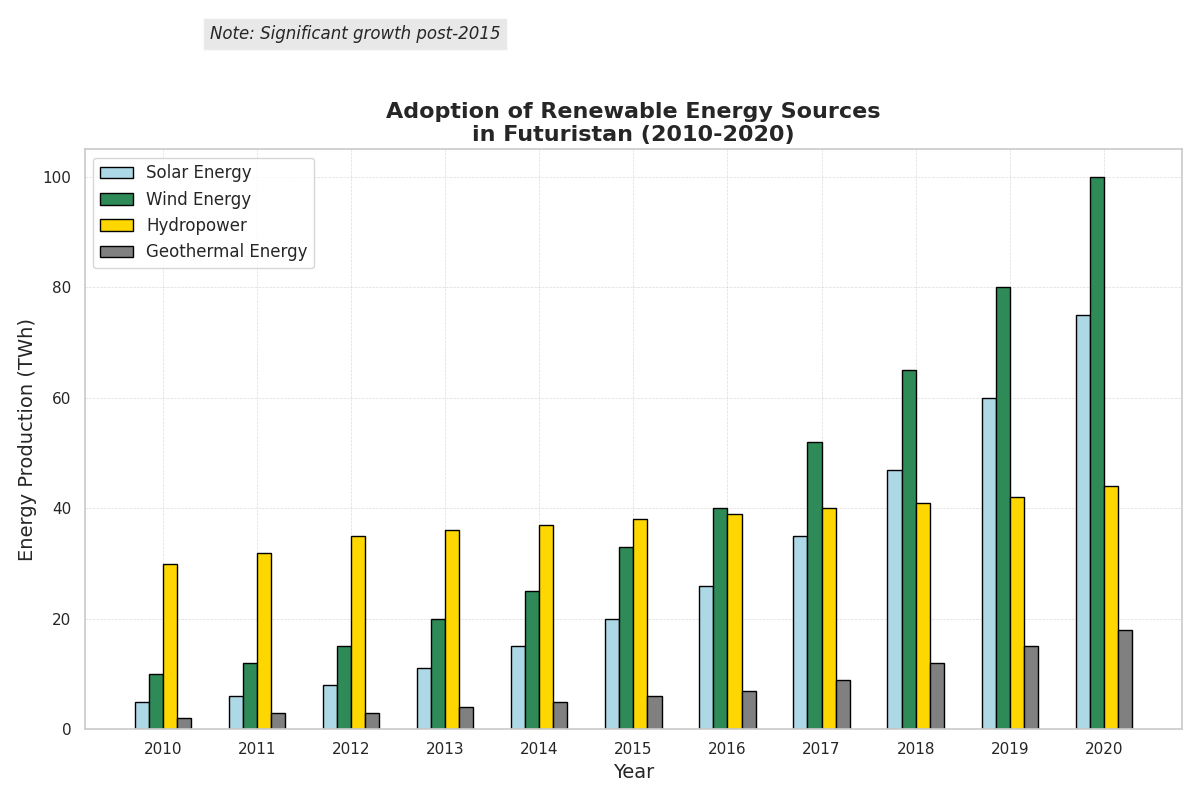 Note: Significant growth post-2015
Adoption of Renewable Energy Sources
in Futuristan (2010-2020)
Solar Energy
Wind Energy
Hydropower
Geothermal Energy
Energy Production (TWh)
100
80
60
40
20
0
2010 2011 2012 2013 2014 2015 2016 2017 2018 2019 2020
Year